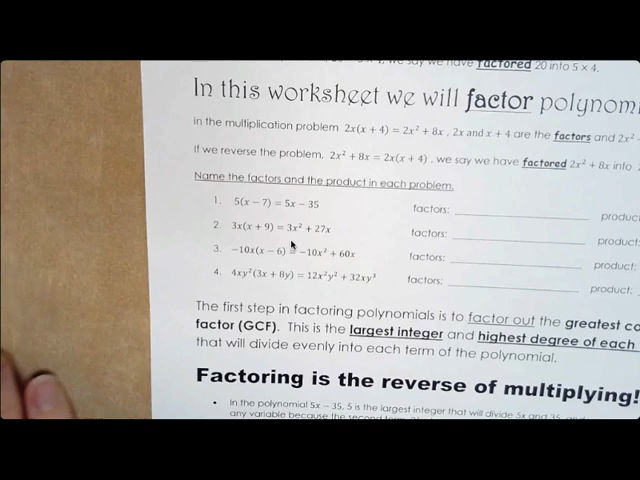 we say we have factored 20 into 5 × 4.
In this worksheet we will factor polynomi
In the multiplication problem 2x(x + 4) = 2x² + 8x , 2x and x + 4 are the factors and 2x²
If we reverse the problem, 2x² + 8x = 2x(x + 4) , we say we have factored 2x² + 8x into
Name the factors and the product in each problem.
1. 5(x − 7) = 5x − 35 factors: produc
2. 3x(x + 9) = 3x² + 27x factors: product
3. −10x(x − 6) = −10x² + 60x factors: product:
4. 4xy²(3x + 8y) = 12x²y² + 32xy³ factors: product:
The first step in factoring polynomials is to factor out the greatest co
factor (GCF). This is the largest integer and highest degree of each
that will divide evenly into each term of the polynomial.
Factoring is the reverse of multiplying!
• In the polynomial 5x − 35, 5 is the largest integer that will divide 5x and 35
any variable because the second term